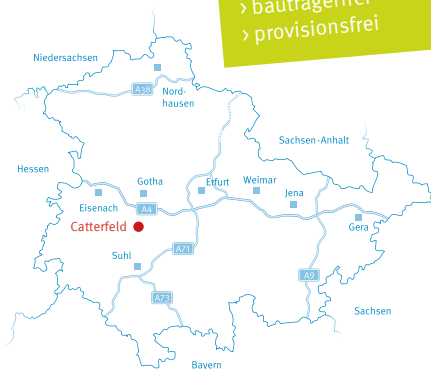 › bauträgerfrei
› provisionsfrei
Niedersachsen
A38
Nord-
hausen
Sachsen-Anhalt
Hessen
Gotha
Erfurt
Weimar
Jena
Eisenach
A4
Catterfeld
Gera
Suhl
A71
A73
A9
Sachsen
Bayern